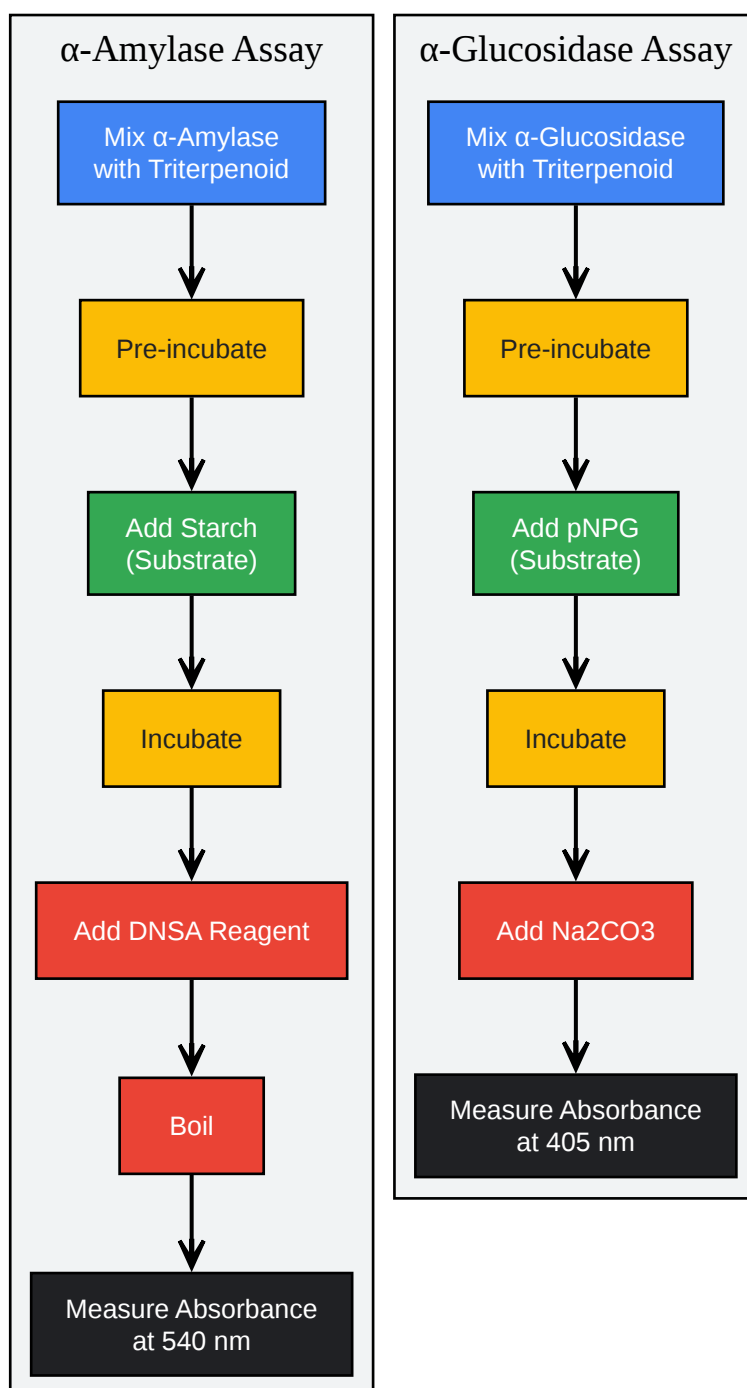 α-Amylase Assay
Mix α-Amylase
with Triterpenoid
Pre-incubate
Add Starch
(Substrate)
Incubate
Add DNSA Reagent
Boil
Measure Absorbance
at 540 nm
α-Glucosidase Assay
Mix α-Glucosidase
with Triterpenoid
Pre-incubate
Add pNPG
(Substrate)
Incubate
Add Na2CO3
Measure Absorbance
at 405 nm